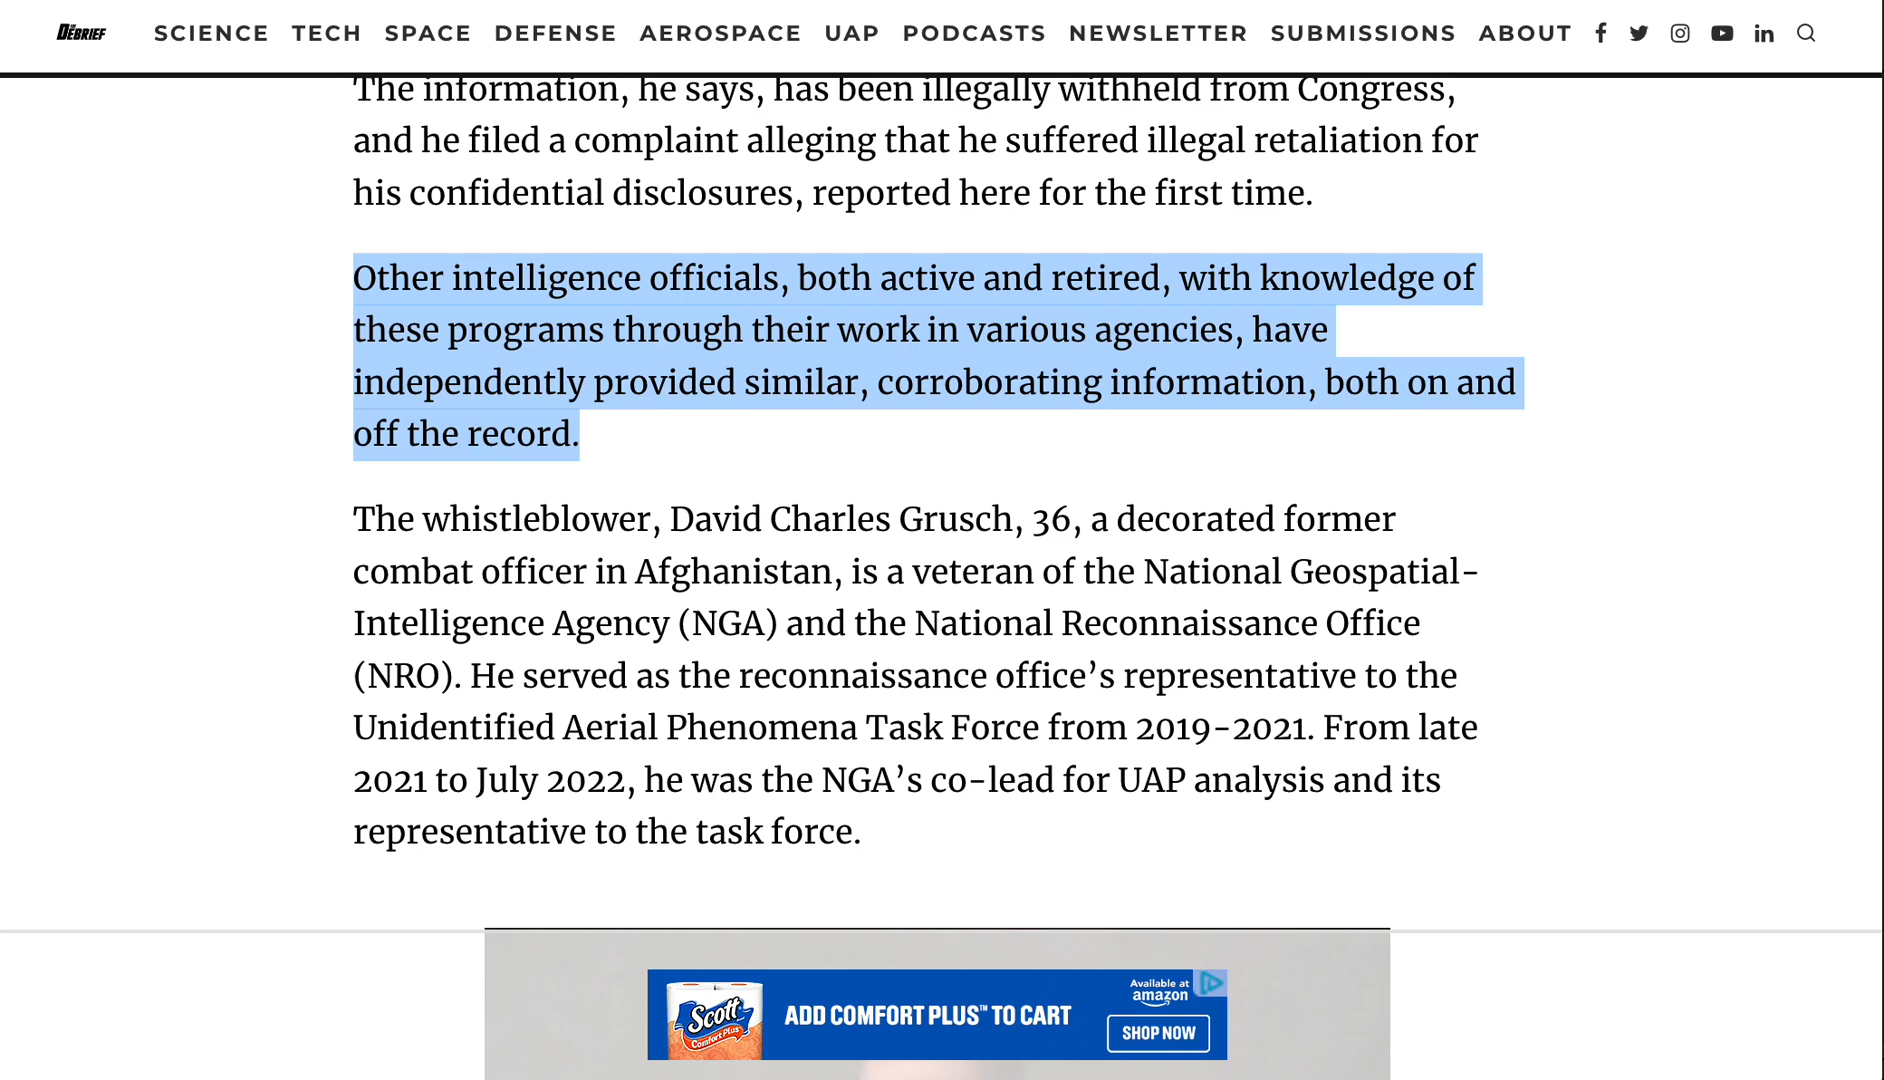 THE DEBRIEF
SCIENCE TECH SPACE DEFENSE AEROSPACE UAP PODCASTS NEWSLETTER SUBMISSIONS ABOUT
The information, he says, has been illegally withheld from Congress,
and he filed a complaint alleging that he suffered illegal retaliation for
his confidential disclosures, reported here for the first time.
Other intelligence officials, both active and retired, with knowledge of
these programs through their work in various agencies, have
independently provided similar, corroborating information, both on and
off the record.
The whistleblower, David Charles Grusch, 36, a decorated former
combat officer in Afghanistan, is a veteran of the National Geospatial-
Intelligence Agency (NGA) and the National Reconnaissance Office
(NRO). He served as the reconnaissance office’s representative to the
Unidentified Aerial Phenomena Task Force from 2019-2021. From late
2021 to July 2022, he was the NGA’s co-lead for UAP analysis and its
representative to the task force.
Scott
Comfort Plus
ADD COMFORT PLUS™ TO CART
Available at
amazon
SHOP NOW